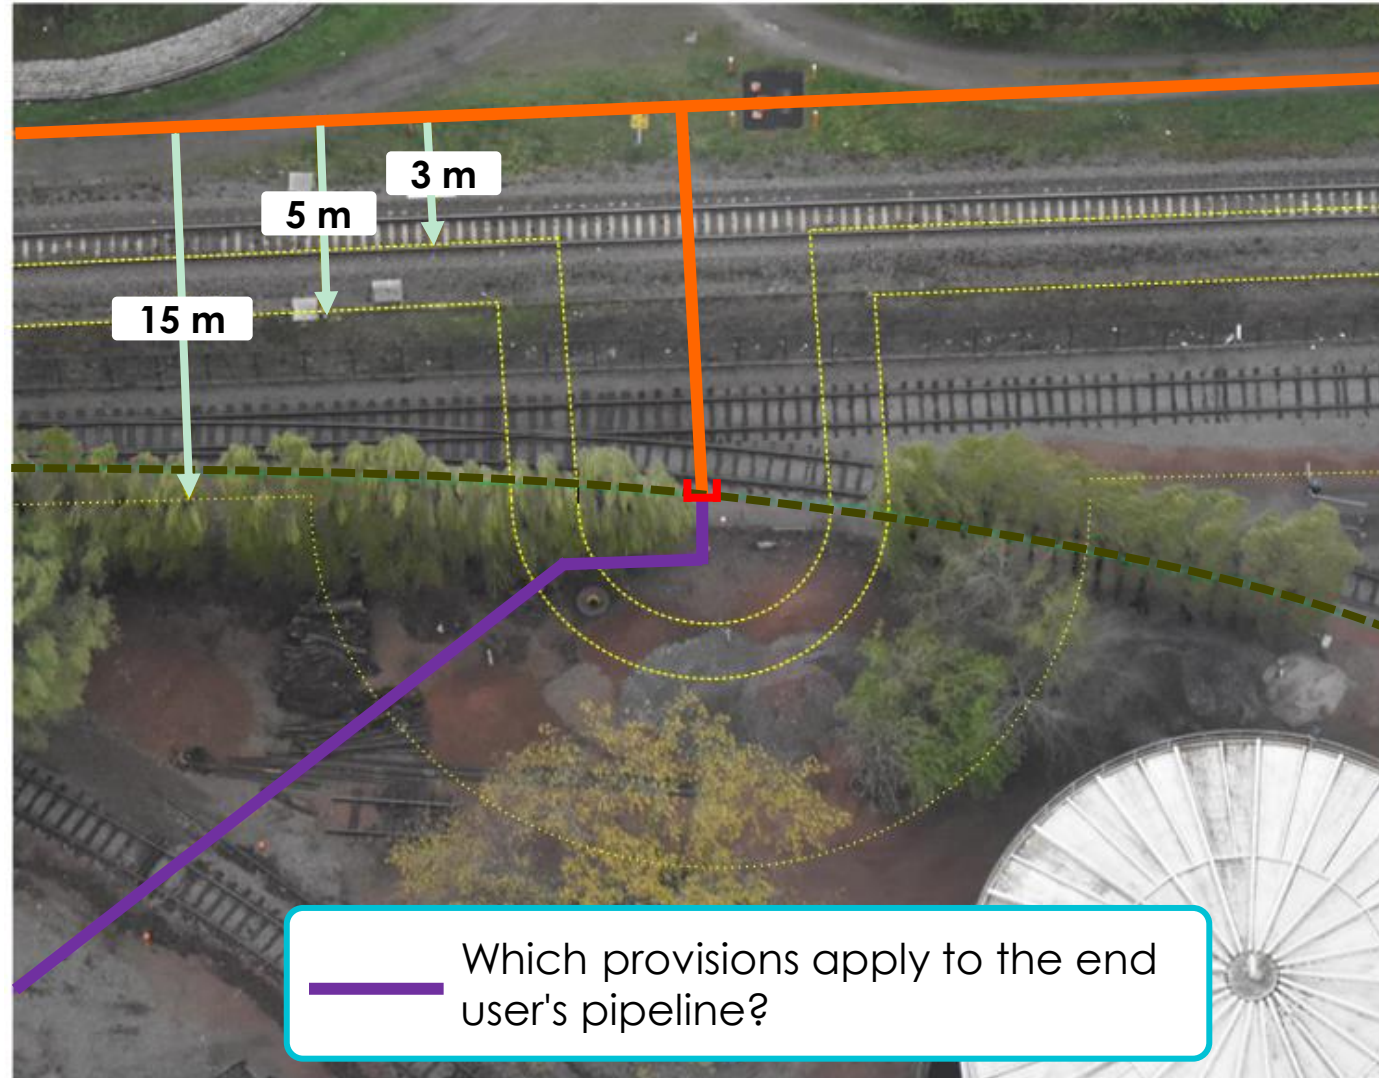 3 m
5 m
15 m
Which provisions apply to the end
user's pipeline?